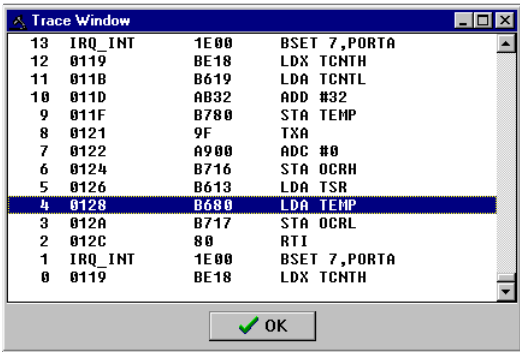 Trace Window
13 IRQ_INT 1E00 BSET 7,PORTA
12 0119 BE18 LDX TCNTH
11 011B B619 LDA TCNTL
10 011D AB32 ADD #32
9 011F B780 STA TEMP
8 0121 9F TXA
7 0122 A900 ADC #0
6 0124 B716 STA OCRH
5 0126 B613 LDA TSR
4 0128 B680 LDA TEMP
3 012A B717 STA OCRL
2 012C 80 RTI
1 IRQ_INT 1E00 BSET 7,PORTA
0 0119 BE18 LDX TCNTH
OK